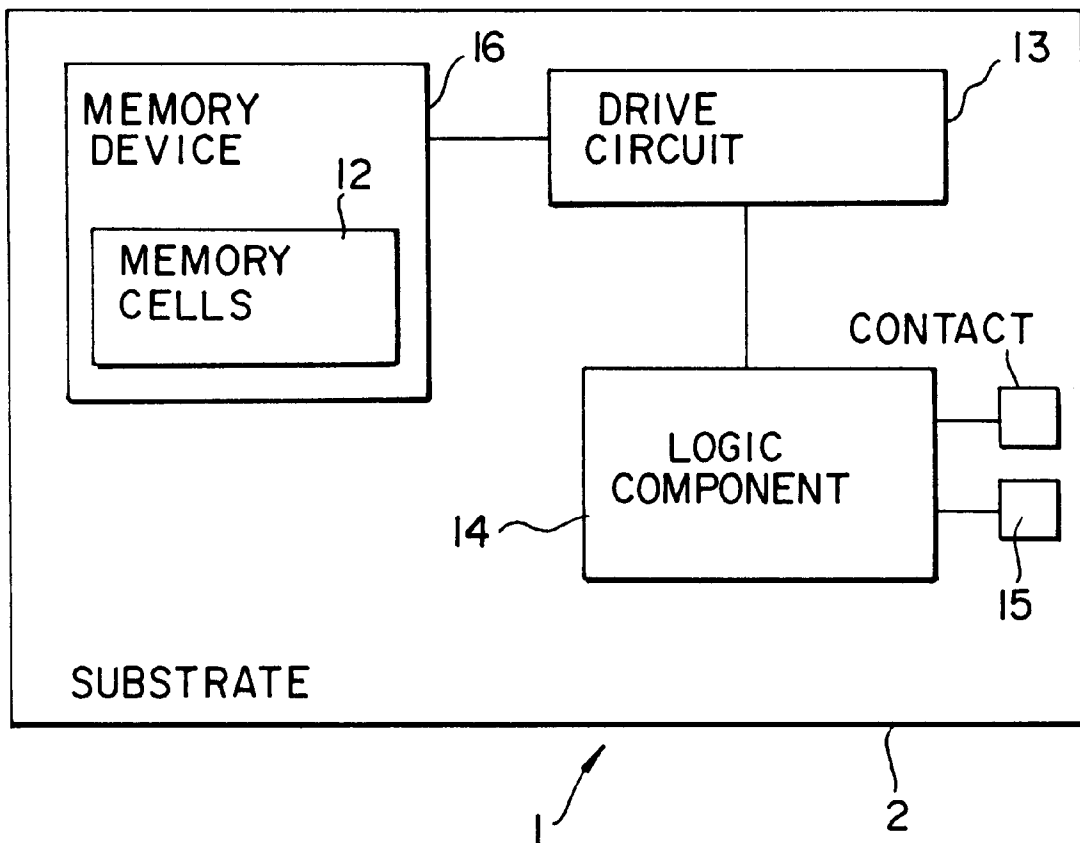 16
13
MEMORY
DEVICE
DRIVE
CIRCUIT
12
MEMORY
CELLS
CONTACT
LOGIC
COMPONENT
14
15
SUBSTRATE
1
2